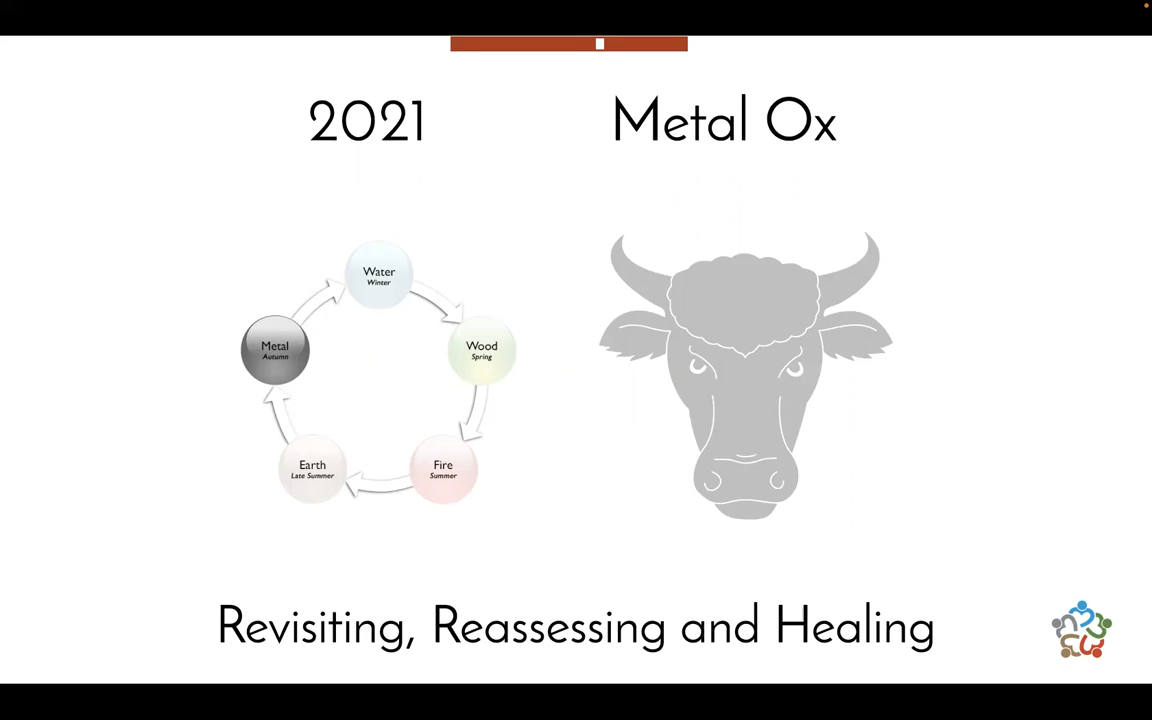 2021
Metal Ox
Water
Winter
Metal
Autumn
Wood
Spring
Earth
Late Summer
Fire
Summer
Revisiting, Reassessing and Healing